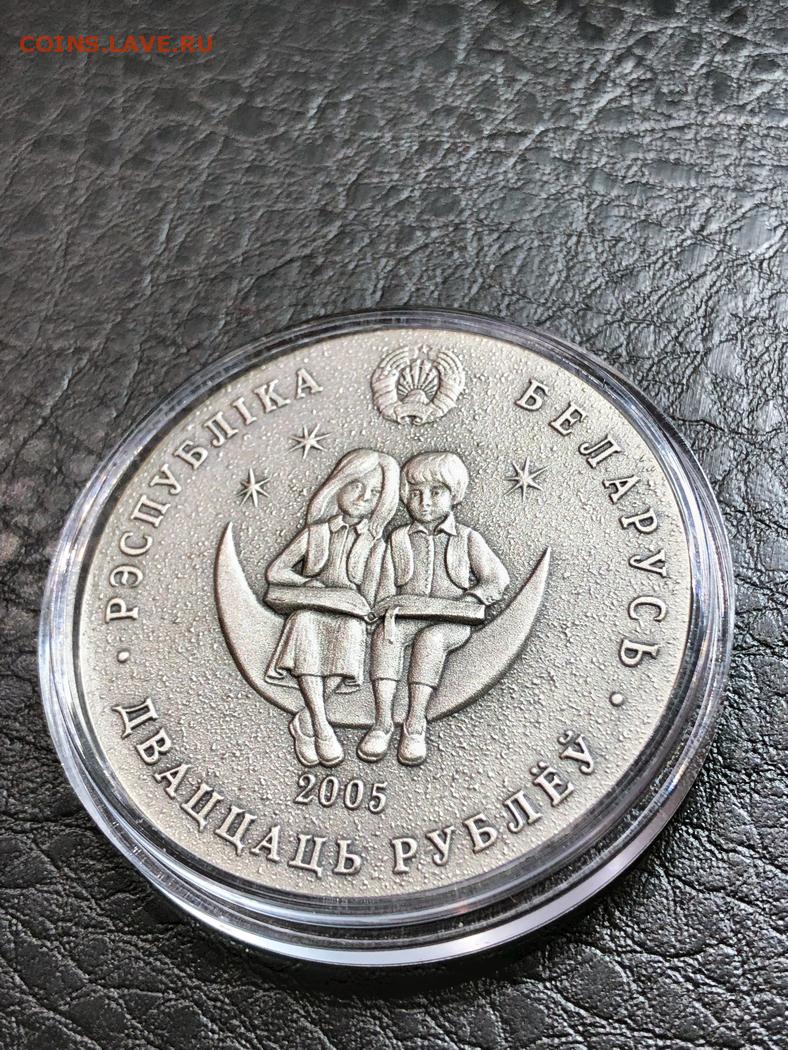 COINS.LAVE.RU
РЭСПУБЛІКА БЕЛАРУСЬ
2005
ДВАЦЦАЦЬ РУБЛЁЎ